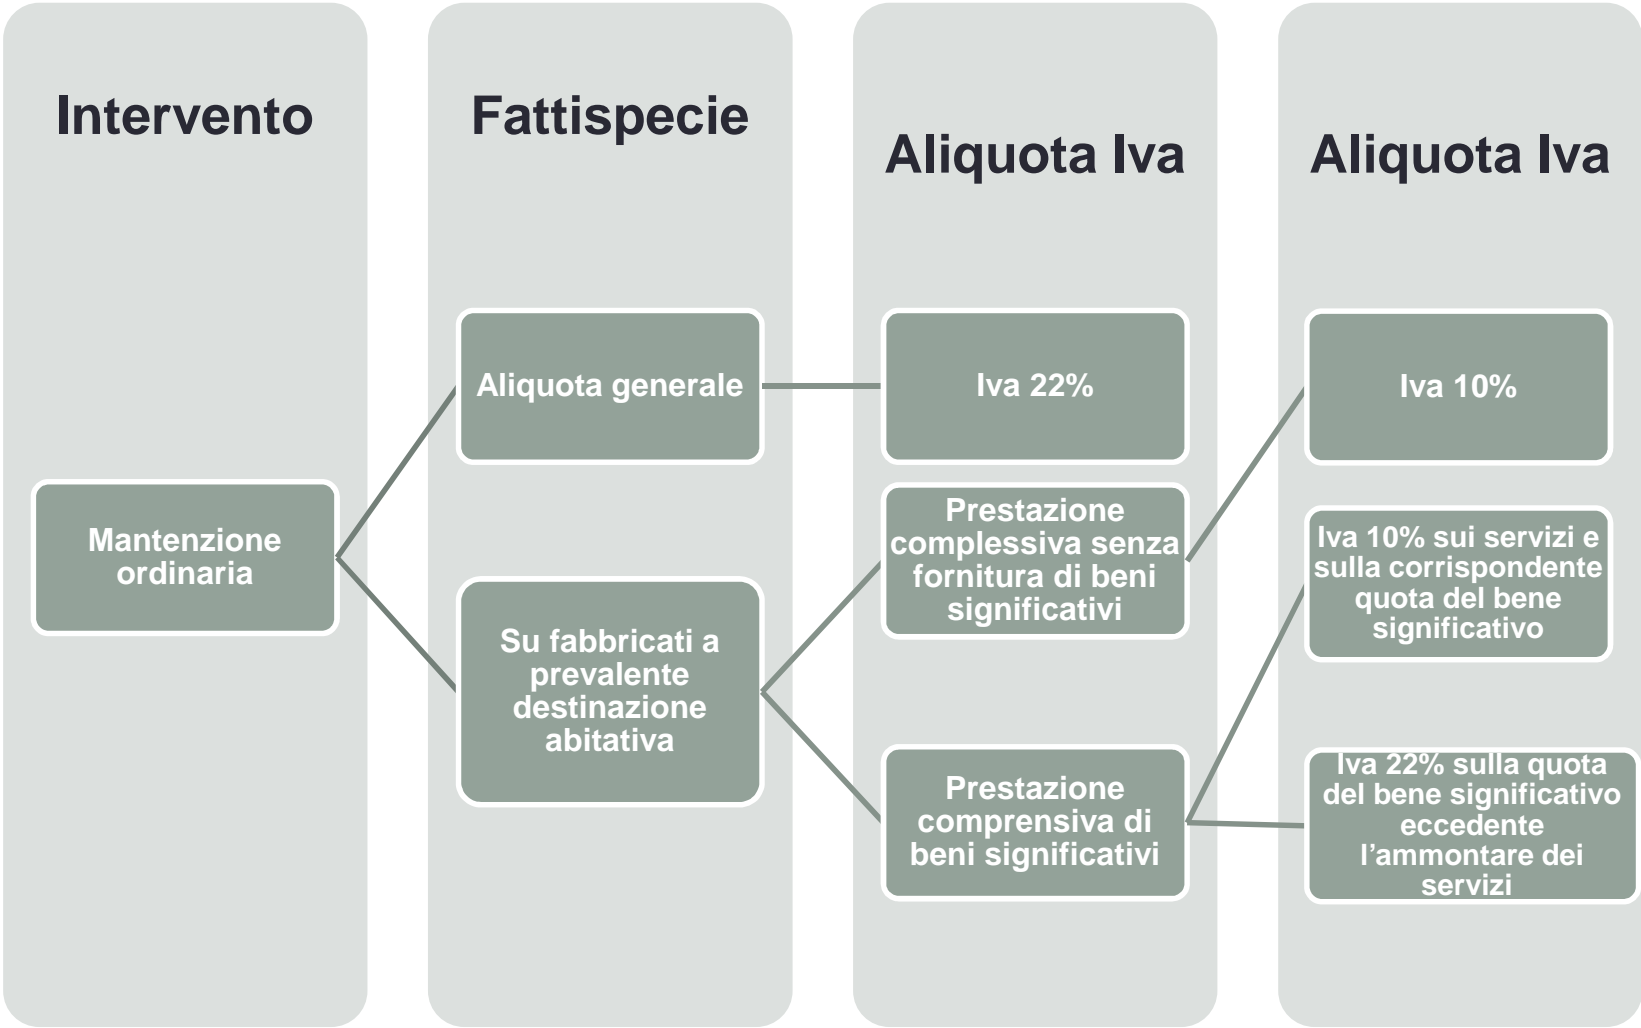 Intervento
Fattispecie
Aliquota Iva
Aliquota Iva
Mantenzione
ordinaria
Aliquota generale
Su fabbricati a
prevalente
destinazione
abitativa
Iva 22%
Prestazione
complessiva senza
fornitura di beni
significativi
Prestazione
comprensiva di
beni significativi
Iva 10%
Iva 10% sui servizi e
sulla corrispondente
quota del bene
significativo
Iva 22% sulla quota
del bene significativo
eccedente
l’ammontare dei
servizi